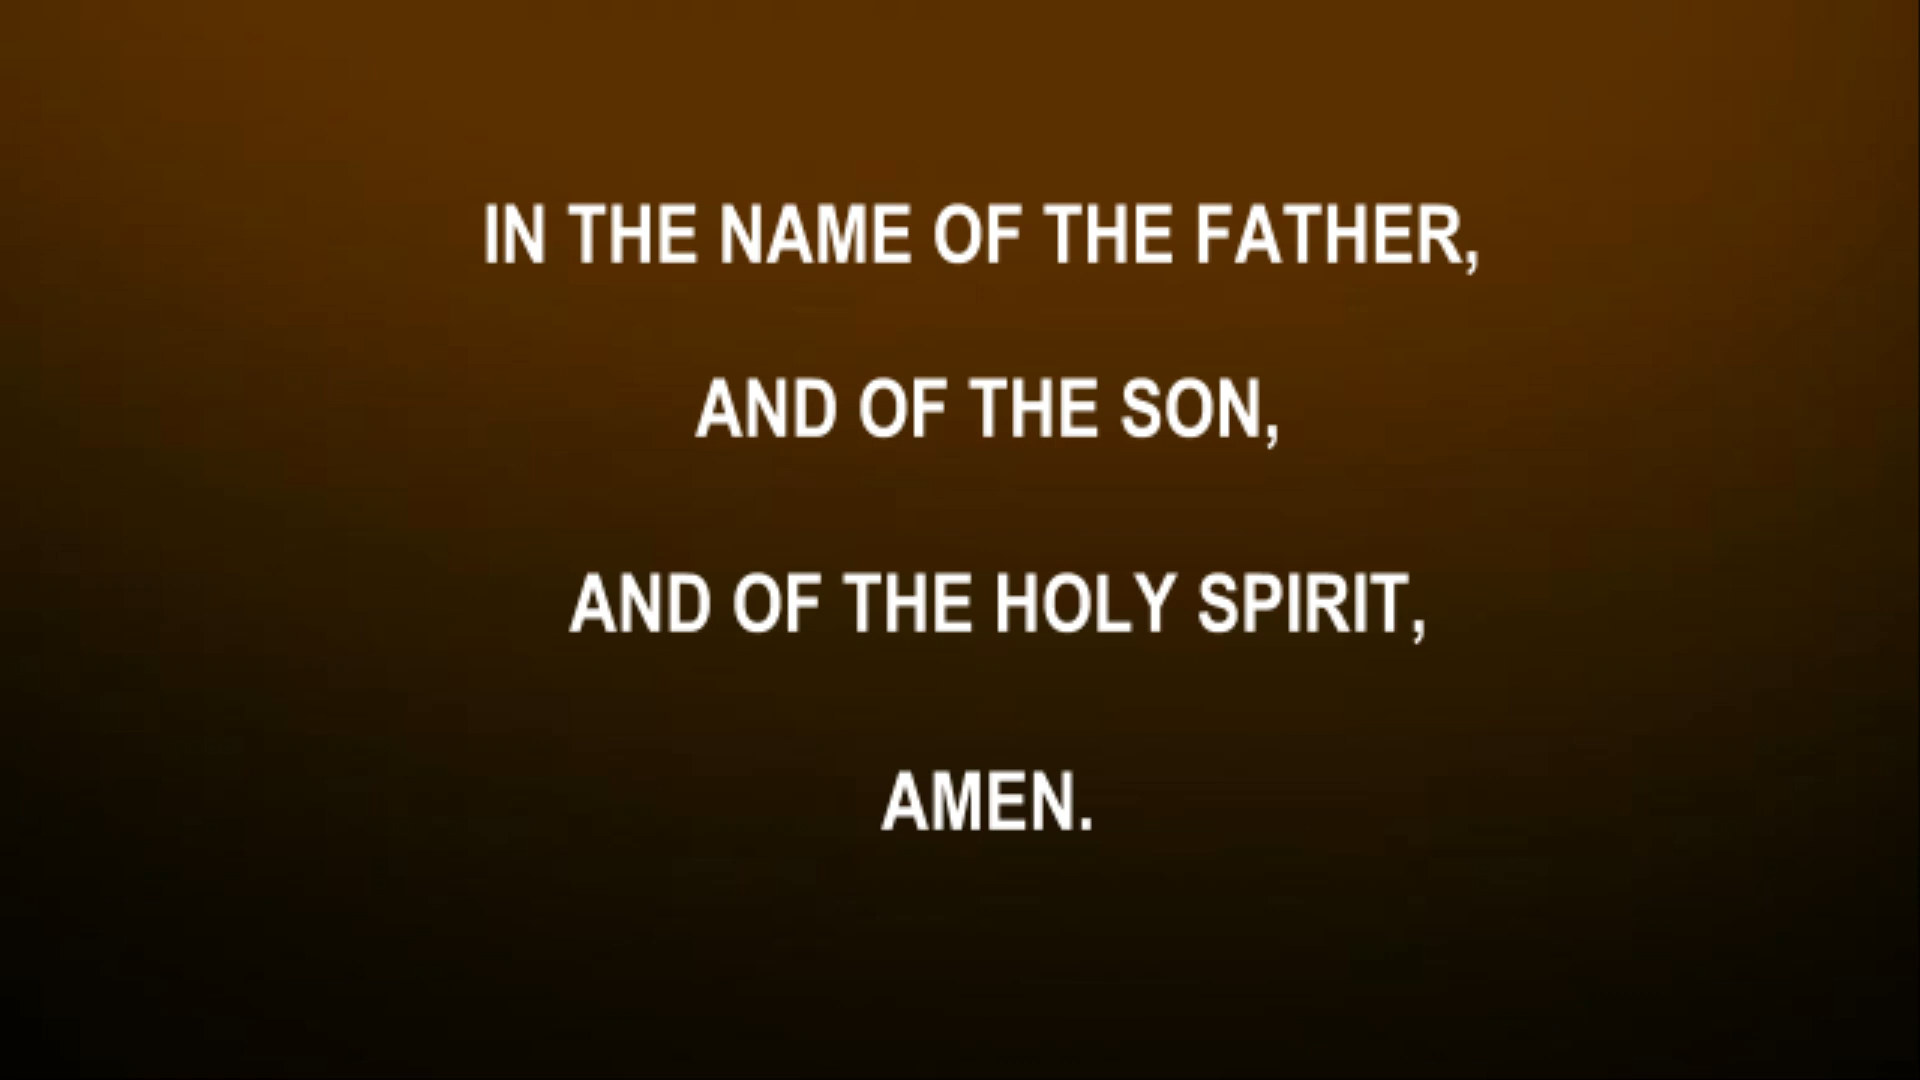 IN THE NAME OF THE FATHER,
AND OF THE SON,
AND OF THE HOLY SPIRIT,
AMEN.